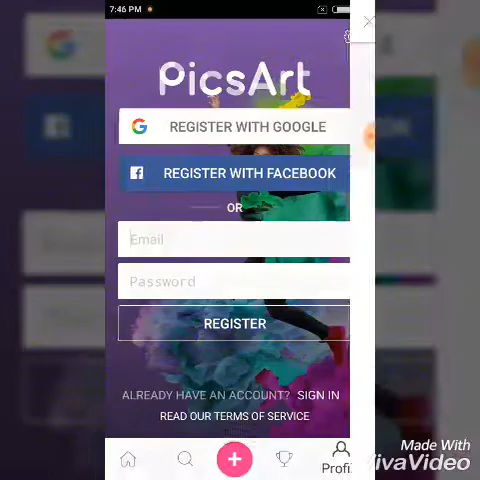 7:46 PM
PicsArt
REGISTER WITH GOOGLE
REGISTER WITH FACEBOOK
OR
Email
Password
REGISTER
ALREADY HAVE AN ACCOUNT? SIGN IN
READ OUR TERMS OF SERVICE
Profi
Made With
VivaVideo